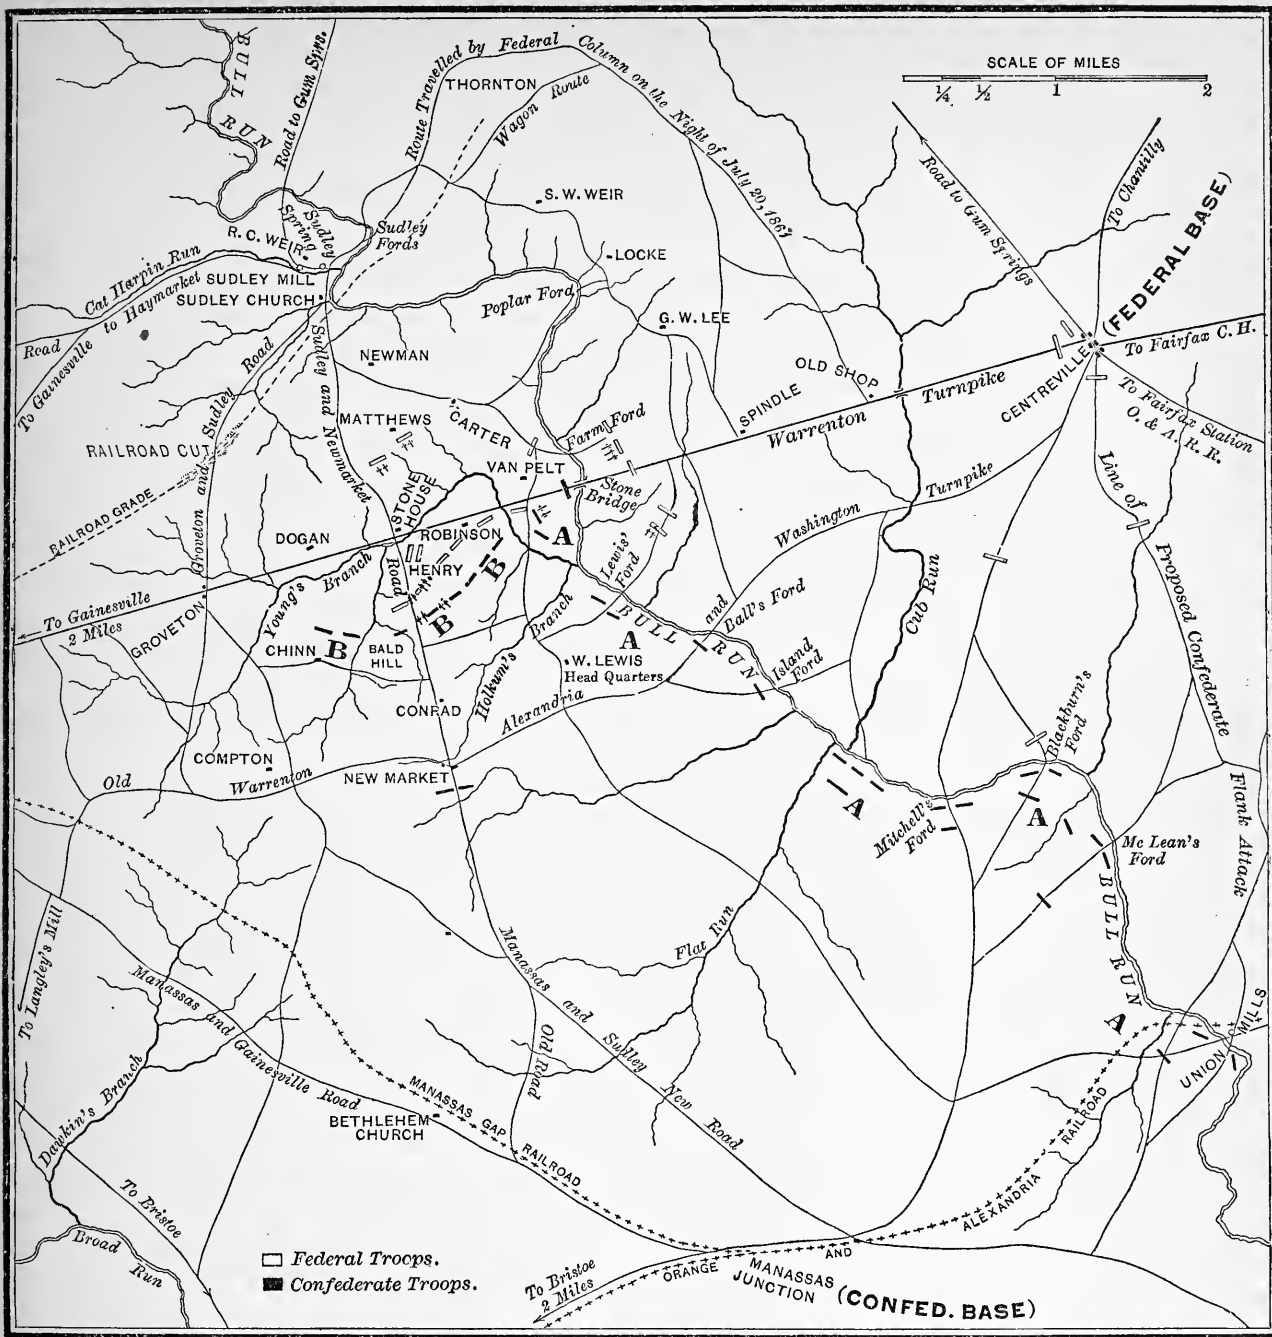 SCALE OF MILES
¼ ½ 1 2
BULL RUN
Road to Gum Spgs.
Route Travelled by Federal Column on the Night of July 20, 1861
THORNTON
Wagon Route
Road to Gum Springs
To Chantilly
(FEDERAL BASE)
S. W. WEIR
Sudley Spring
Sudley Fords
R. C. WEIR
LOCKE
Cat Harpin Run
Road to Haymarket
SUDLEY MILL
SUDLEY CHURCH
Poplar Ford
G. W. LEE
To Gainesville
NEWMAN
OLD SHOP
SPINDLE
CENTREVILLE
To Fairfax C. H.
To Fairfax Station
O. & A. R. R.
Warrenton Turnpike
Groveton and Sudley Road
Sudley and Newmarket Road
MATTHEWS
CARTER
Farm Ford
RAILROAD CUT
VAN PELT
STONE HOUSE
Stone Bridge
RAILROAD GRADE
DOGAN
ROBINSON
A
HENRY
B
B
Lewis' Ford
Washington Turnpike
Line of Proposed Confederate Flank Attack
Young's Branch
To Gainesville
2 Miles
GROVETON
CHINN
B
BALD HILL
BULL RUN
A
and
Ball's Ford
Cub Run
W. LEWIS
Head Quarters
Island Ford
Holkum's Branch
CONRAD
Alexandria
Blackburn's Ford
COMPTON
Old Warrenton
NEW MARKET
A
Mitchell's Ford
A
Mc Lean's Ford
BULL RUN
Flat Run
To Langley's Mill
Manassas and Gainesville Road
Manassas and Sudley New Road
Old Road
A
UNION MILLS
Dawkin's Branch
MANASSAS GAP RAILROAD
BETHLEHEM CHURCH
To Bristoe
Broad Run
ORANGE AND ALEXANDRIA RAILROAD
Federal Troops.
Confederate Troops.
To Bristoe
2 Miles
MANASSAS JUNCTION
(CONFED. BASE)